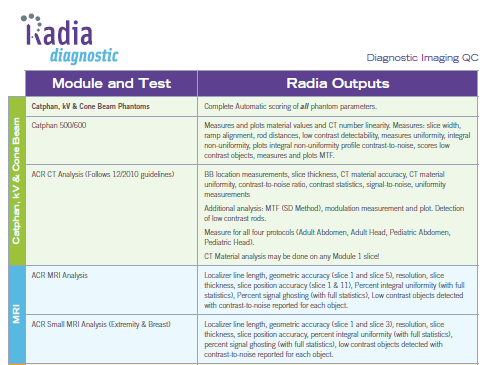 Radia
diagnostic
Diagnostic Imaging QC
Module and Test
Radia Outputs
Catphan, kV & Cone Beam
Catphan, kV & Cone Beam Phantoms
Complete Automatic scoring of all phantom parameters.
Catphan 500/600
Measures and plots material values and CT number linearity. Measures: slice width,
ramp alignment, rod distances, low contrast detectability, measures uniformity, integral
non-uniformity, plots integral non-uniformity profile contrast-to-noise, scores low
contrast objects, measures and plots MTF.
ACR CT Analysis (Follows 12/2010 guidelines)
BB location measurements, slice thickness, CT material accuracy, CT material
uniformity, contrast-to-noise ratio, contrast statistics, signal-to-noise, uniformity
measurements
Additional analysis: MTF (SD Method), modulation measurement and plot. Detection
of low contrast rods.
Measure for all four protocols (Adult Abdomen, Adult Head, Pediatric Abdomen,
Pediatric Head).
CT Material analysis may be done on any Module 1 slice!
MRI
ACR MRI Analysis
Localizer line length, geometric accuracy (slice 1 and slice 5), resolution, slice
thickness, slice position accuracy (slice 1 & 11), Percent integral uniformity (with full
statistics), Percent signal ghosting (with full statistics), Low contrast objects detected
with contrast-to-noise reported for each object.
ACR Small MRI Analysis (Extremity & Breast)
Localizer line length, geometric accuracy (slice 1 and slice 3), resolution, slice
thickness, slice position accuracy, percent integral uniformity (with full statistics),
percent signal ghosting (with full statistics), low contrast objects detected with
contrast-to-noise reported for each object.